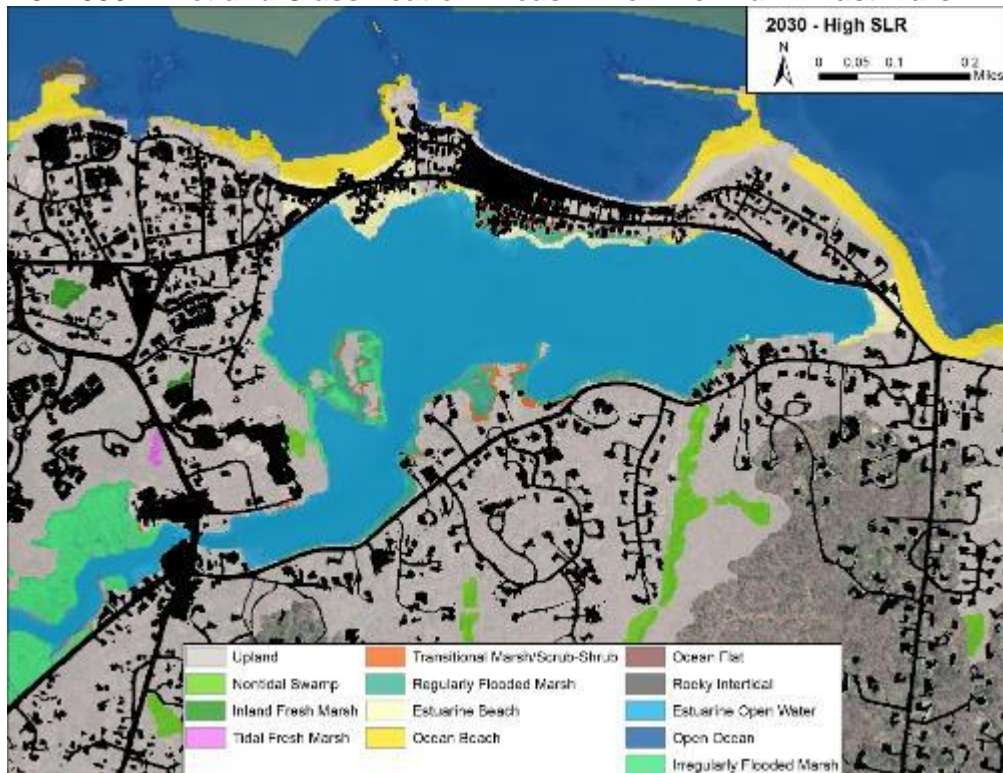 2030 - High SLR
N
0 0.05 0.1 0.2
Miles
Upland
Nontidal Swamp
Inland Fresh Marsh
Tidal Fresh Marsh
Transitional Marsh/Scrub-Shrub
Regularly Flooded Marsh
Estuarine Beach
Ocean Beach
Ocean Flat
Rocky Intertidal
Estuarine Open Water
Open Ocean
Irregularly Flooded Marsh